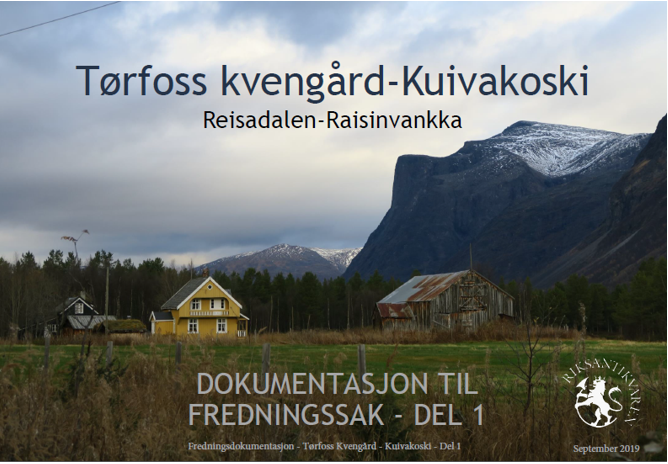 Tørfoss kvengård-Kuivakoski
Reisadalen-Raisinvankka
DOKUMENTASJON TIL
FREDNINGSSAK - DEL 1
RIKSANTIKVAREN
Fredningsdokumentasjon - Tørfoss Kvengård - Kuivakoski - Del 1
September 2019